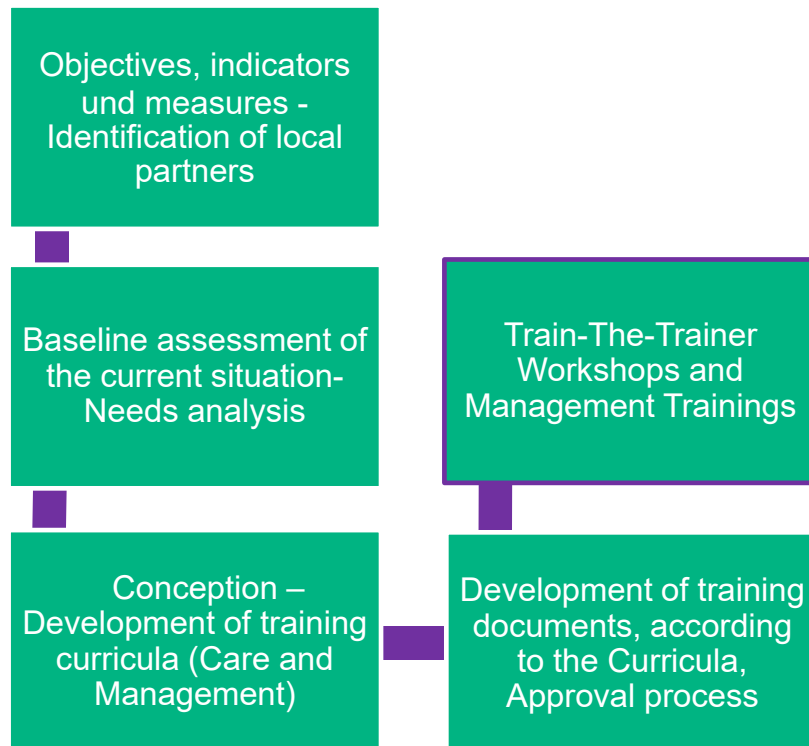 Objectives, indicators
und measures -
Identification of local
partners
Baseline assessment of
the current situation-
Needs analysis
Conception –
Development of training
curricula (Care and
Management)
Development of training
documents, according
to the Curricula,
Approval process
Train-The-Trainer
Workshops and
Management Trainings